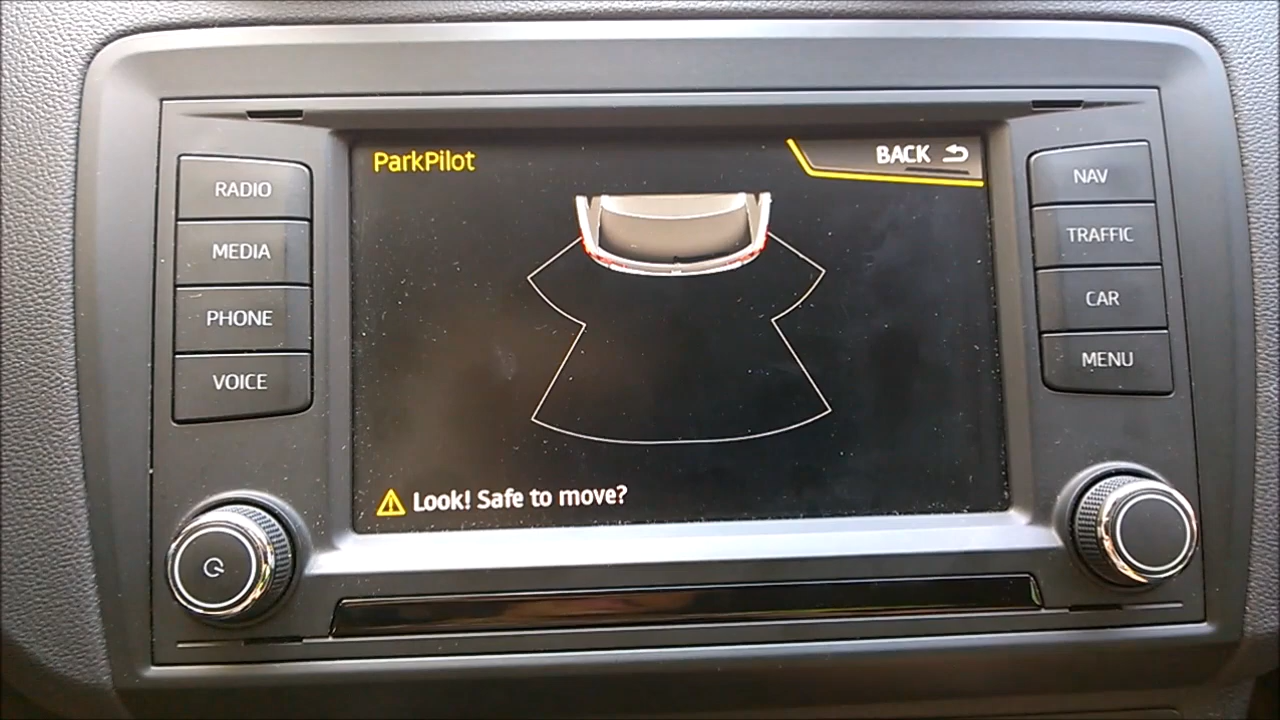 ParkPilot
BACK
RADIO
MEDIA
PHONE
VOICE
NAV
TRAFFIC
CAR
MENU
Look! Safe to move?